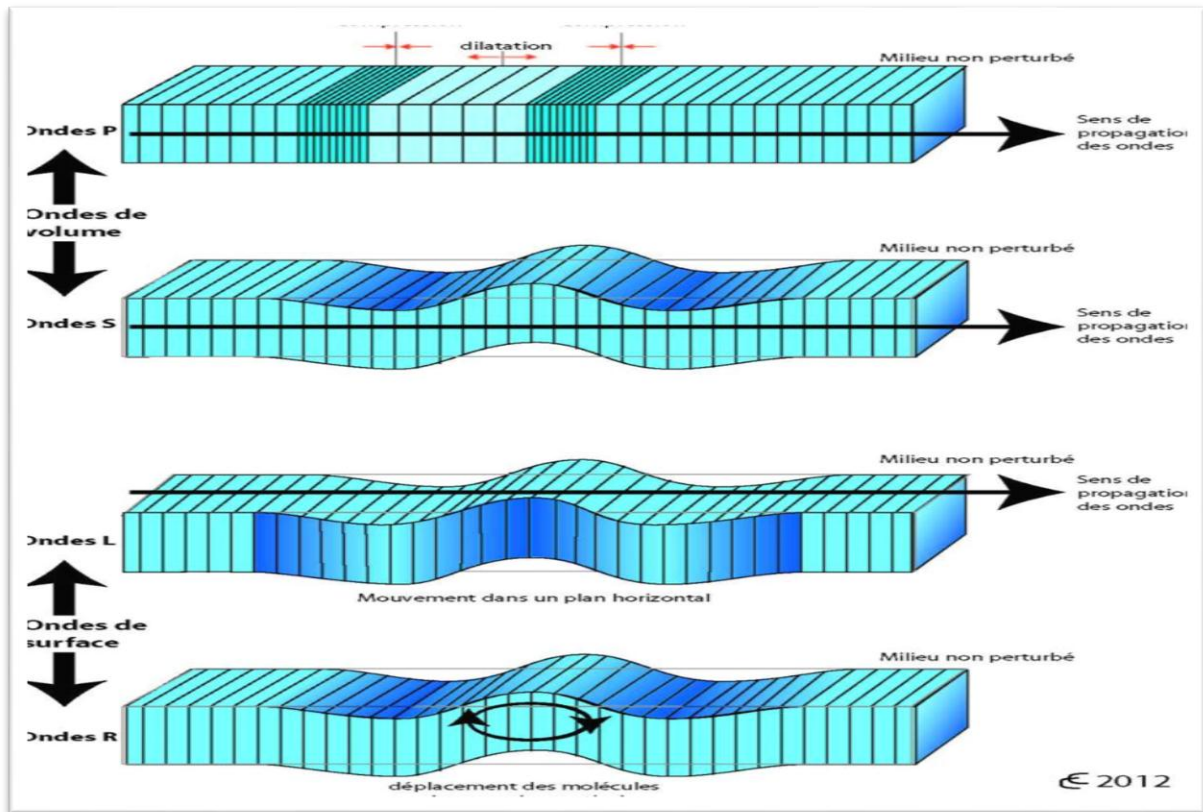 dilatation
Milieu non perturbé
Ondes P
Sens de
propagation
des ondes
Ondes de
volume
Milieu non perturbé
Ondes S
Sens de
propagation
des ondes
Milieu non perturbé
Sens de
propagation
des ondes
Ondes L
Mouvement dans un plan horizontal
Ondes de
surface
Milieu non perturbé
Ondes R
déplacement des molécules
2012